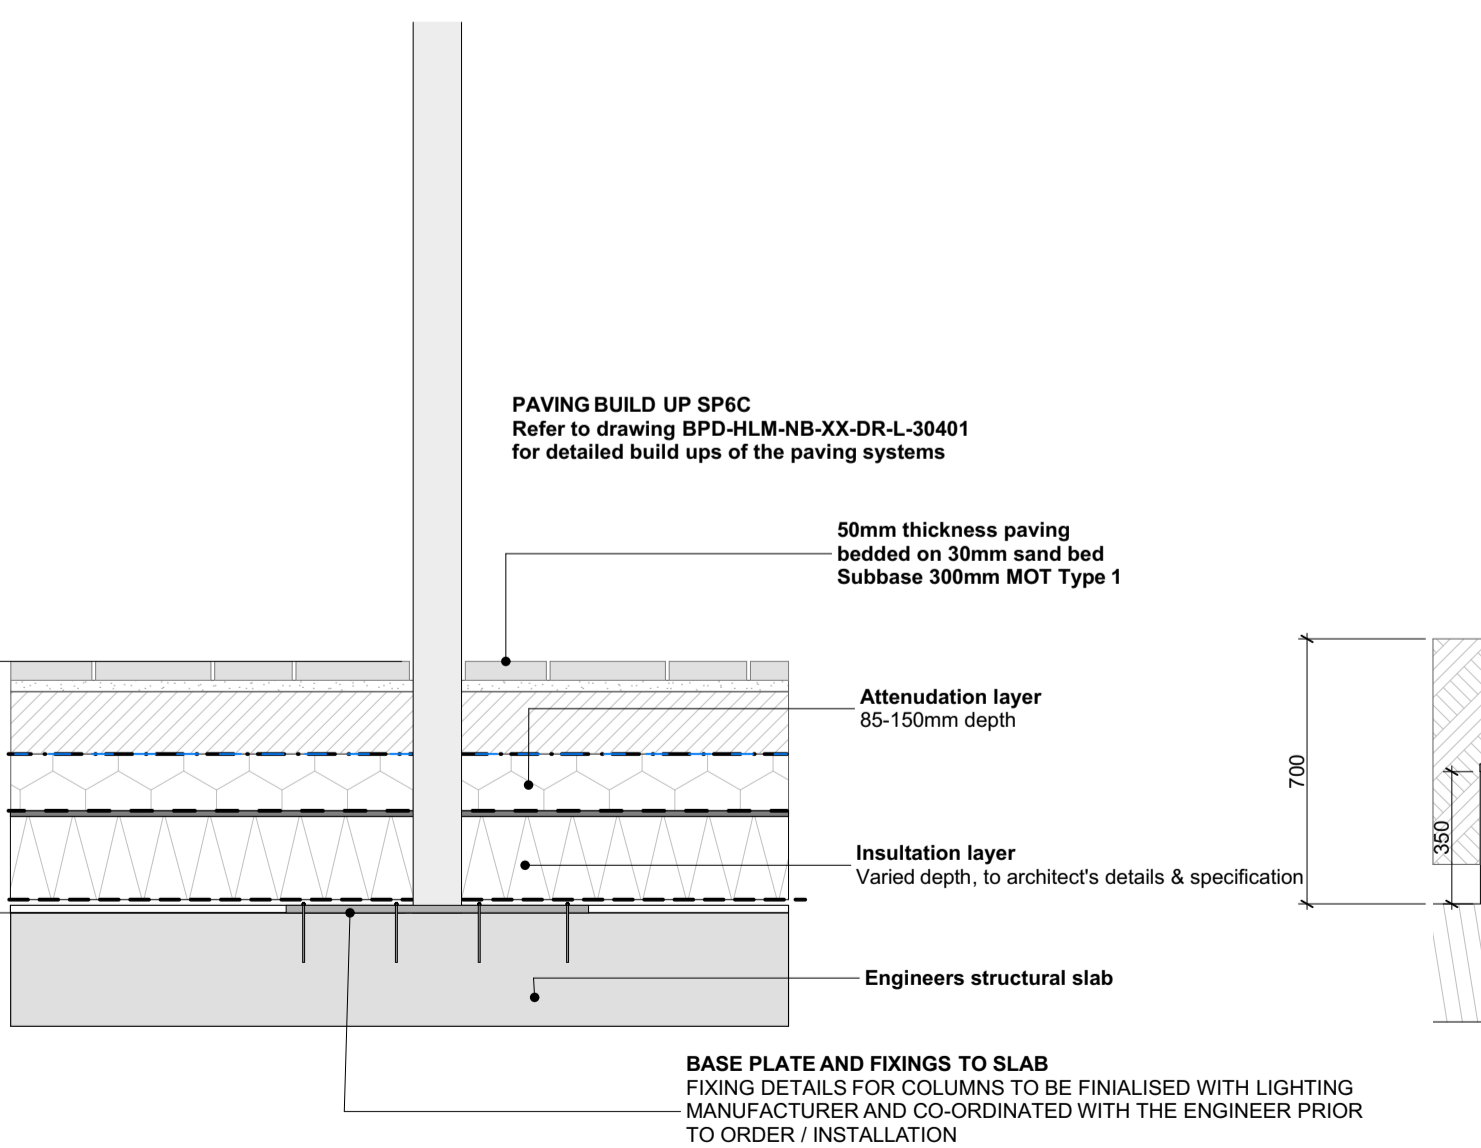 PAVING BUILD UP SP6C
Refer to drawing BPD-HLM-NB-XX-DR-L-30401
for detailed build ups of the paving systems
50mm thickness paving
bedded on 30mm sand bed
Subbase 300mm MOT Type 1
Attenudation layer
85-150mm depth
700
350
Insultation layer
Varied depth, to architect's details & specification
Engineers structural slab
BASE PLATE AND FIXINGS TO SLAB
FIXING DETAILS FOR COLUMNS TO BE FINIALISED WITH LIGHTING
MANUFACTURER AND CO-ORDINATED WITH THE ENGINEER PRIOR
TO ORDER / INSTALLATION